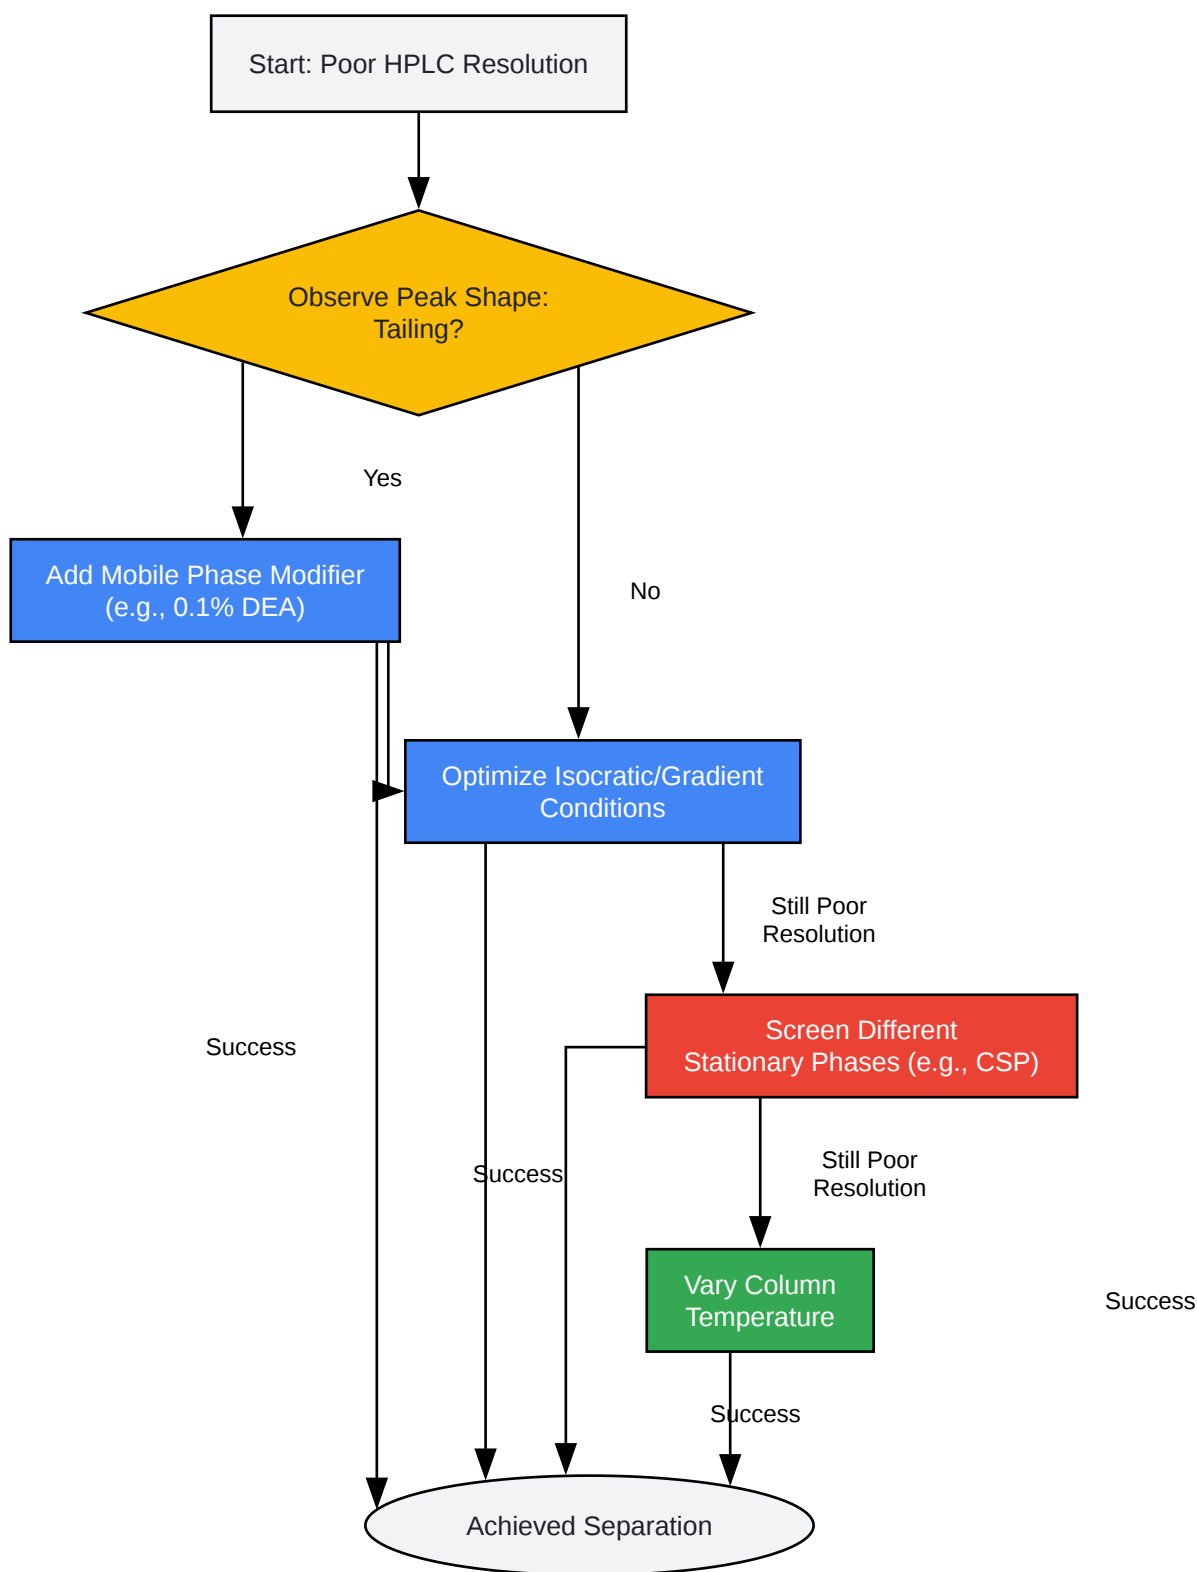 Start: Poor HPLC Resolution
Observe Peak Shape:
Tailing?
Yes
Add Mobile Phase Modifier
(e.g., 0.1% DEA)
No
Optimize Isocratic/Gradient
Conditions
Still Poor
Resolution
Screen Different
Stationary Phases (e.g., CSP)
Success
Success
Still Poor
Resolution
Vary Column
Temperature
Success
Success
Achieved Separation